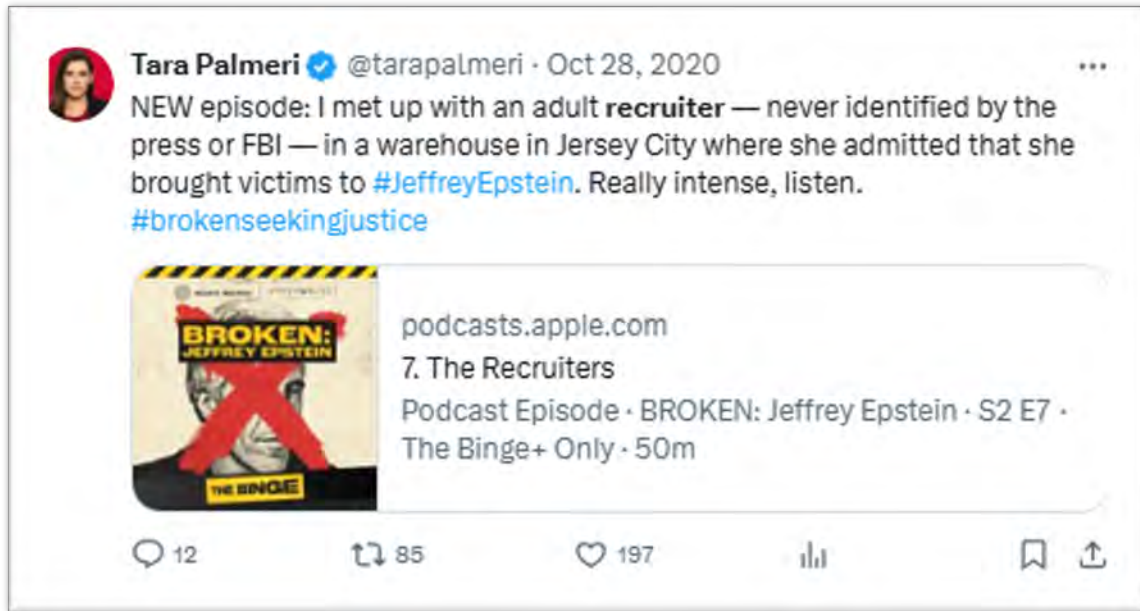 Tara Palmeri @tarapalmeri · Oct 28, 2020
NEW episode: I met up with an adult recruiter — never identified by the
press or FBI — in a warehouse in Jersey City where she admitted that she
brought victims to #JeffreyEpstein. Really intense, listen.
#brokenseekingjustice
BROKEN:
JEFFREY EPSTEIN
THE BINGE
podcasts.apple.com
7. The Recruiters
Podcast Episode · BROKEN: Jeffrey Epstein · S2 E7 ·
The Binge+ Only · 50m
12 85 197